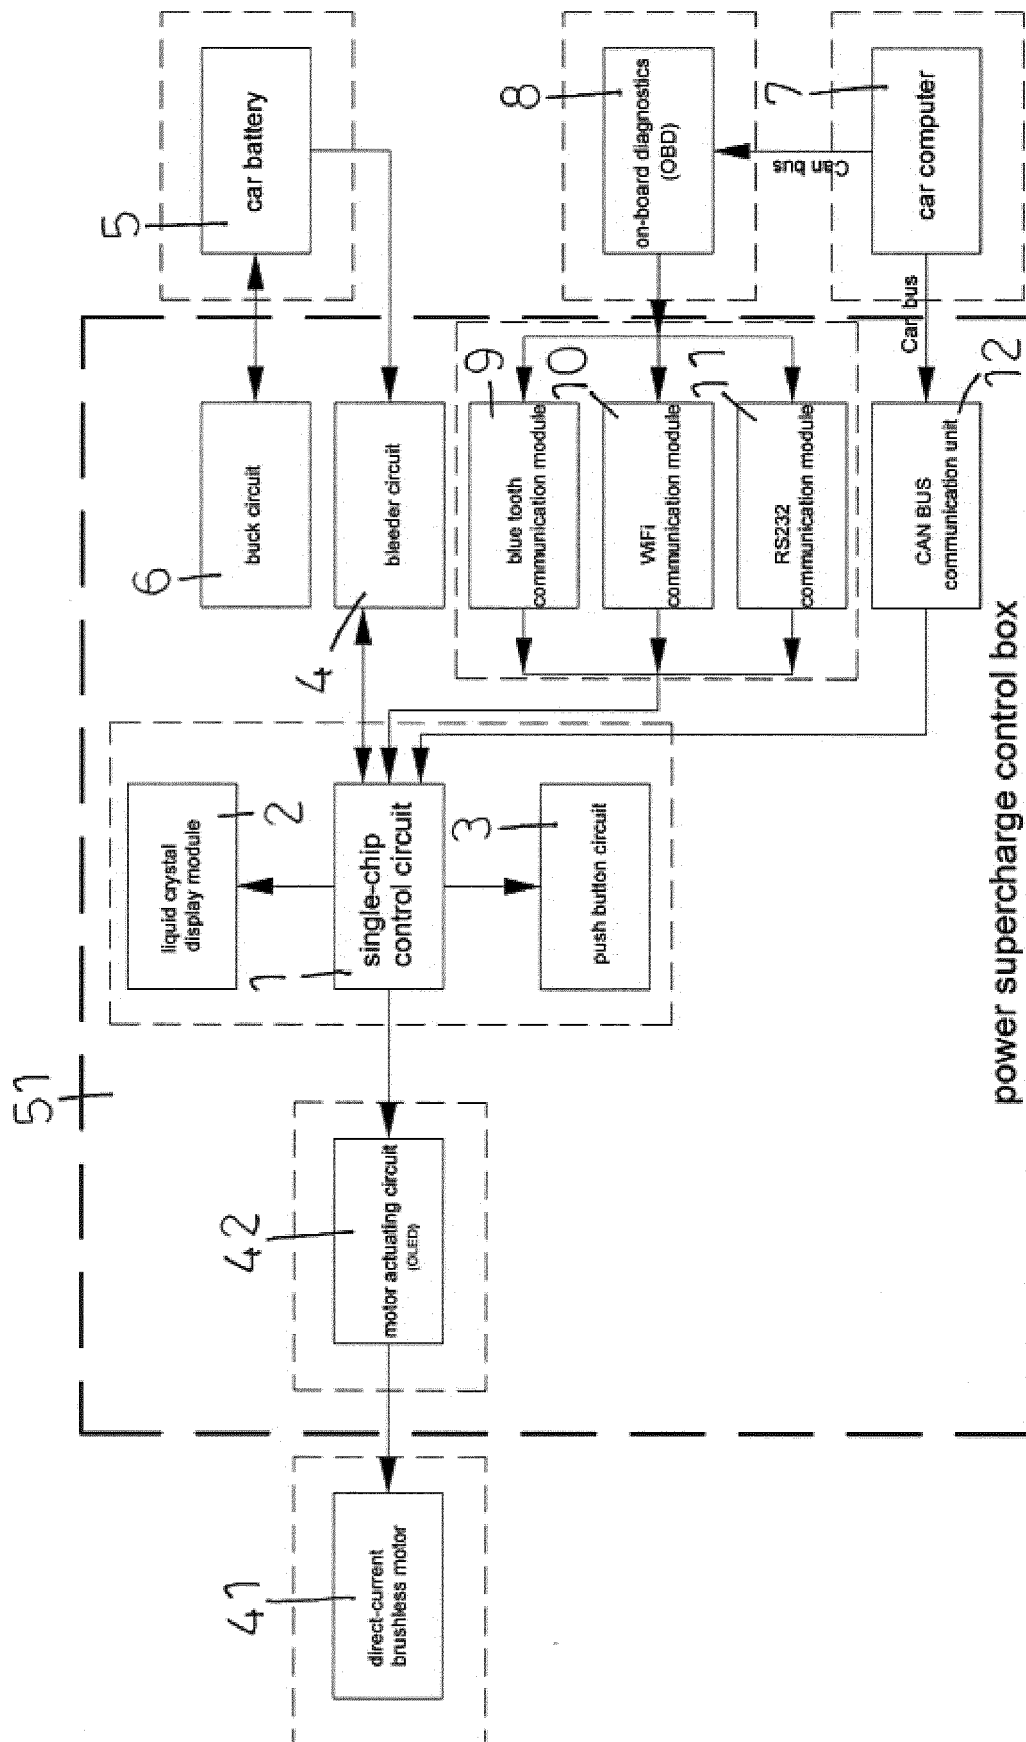 51
41
direct-current
brushless motor
42
motor actuating circuit
(OLED)
2
liquid crystal
display module
1
single-chip
control circuit
3
push button circuit
6
buck circuit
4
bleeder circuit
9
blue tooth
communication module
10
WiFi
communication module
11
RS232
communication module
12
CAN BUS
communication unit
5
car battery
8
on-board diagnostics
(OBD)
Can bus
7
car computer
Can bus
power supercharge control box